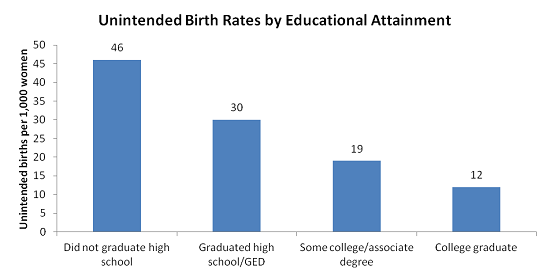 Unintended Birth Rates by Educational Attainment
Unintended births per 1,000 women
50
45
40
35
30
25
20
15
10
5
0
46
30
19
12
Did not graduate high
school
Graduated high
school/GED
Some college/associate
degree
College graduate